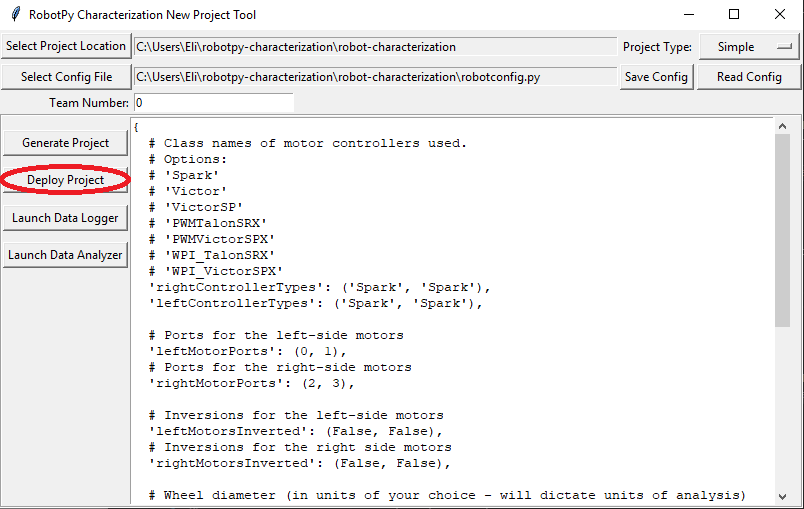 RobotPy Characterization New Project Tool
Select Project Location C:\Users\Eli\robotpy-characterization\robot-characterization Project Type: Simple
Select Config File C:\Users\Eli\robotpy-characterization\robot-characterization\robotconfig.py Save Config Read Config
Team Number: 0
Generate Project
Deploy Project
Launch Data Logger
Launch Data Analyzer
{
# Class names of motor controllers used.
# Options:
# 'Spark'
# 'Victor'
# 'VictorSP'
# 'PWMTalonSRX'
# 'PWMVictorSPX'
# 'WPI_TalonSRX'
# 'WPI_VictorSPX'
'rightControllerTypes': ('Spark', 'Spark'),
'leftControllerTypes': ('Spark', 'Spark'),
# Ports for the left-side motors
'leftMotorPorts': (0, 1),
# Ports for the right-side motors
'rightMotorPorts': (2, 3),
# Inversions for the left-side motors
'leftMotorsInverted': (False, False),
# Inversions for the right side motors
'rightMotorsInverted': (False, False),
# Wheel diameter (in units of your choice - will dictate units of analysis)